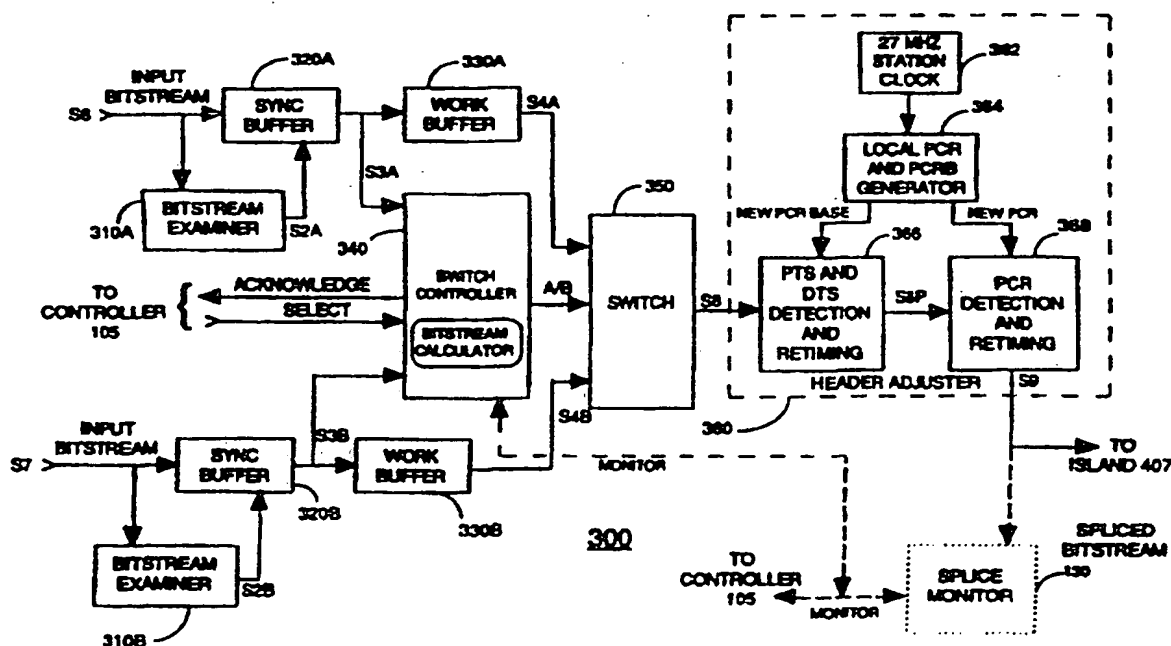 27 MHZ
STATION
CLOCK
362
320A
330A
INPUT
BITSTREAM
SYNC
BUFFER
WORK
BUFFER
S4A
S6
364
LOCAL PCR
AND PCRB
GENERATOR
S3A
350
BITSTREAM
EXAMINER
310A
S2A
340
NEW PCR BASE
NEW PCR
366
368
ACKNOWLEDGE
TO
CONTROLLER
105
SELECT
SWITCH
CONTROLLER
BITSTREAM
CALCULATOR
A/B
SWITCH
S8
PTS AND
DTS
DETECTION
AND
RETIMING
S8P
PCR
DETECTION
AND
RETIMING
HEADER ADJUSTER
S9
360
S4B
INPUT
BITSTREAM
S3B
S7
SYNC
BUFFER
WORK
BUFFER
MONITOR
TO
ISLAND 407
320B
330B
300
SPLICED
BITSTREAM
BITSTREAM
EXAMINER
S2B
310B
TO
CONTROLLER
105
MONITOR
SPLICE
MONITOR
130